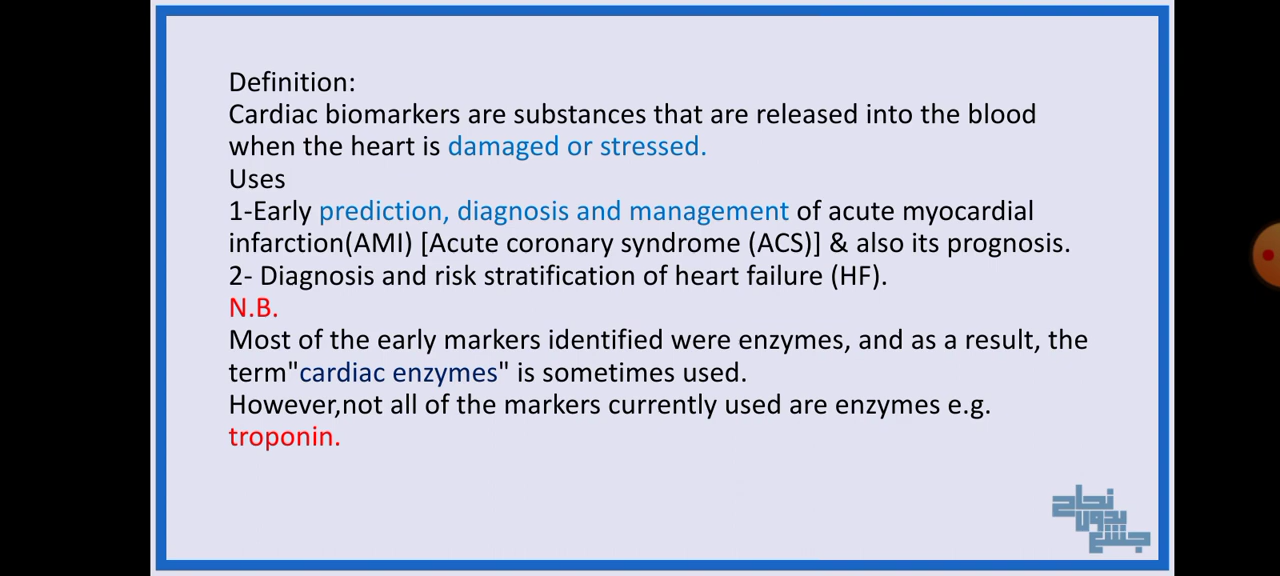 Definition:
Cardiac biomarkers are substances that are released into the blood
when the heart is damaged or stressed.
Uses
1-Early prediction, diagnosis and management of acute myocardial
infarction(AMI) [Acute coronary syndrome (ACS)] & also its prognosis.
2- Diagnosis and risk stratification of heart failure (HF).
N.B.
Most of the early markers identified were enzymes, and as a result, the
term"cardiac enzymes" is sometimes used.
However,not all of the markers currently used are enzymes e.g.
troponin.
نجاح
بدون
جشع